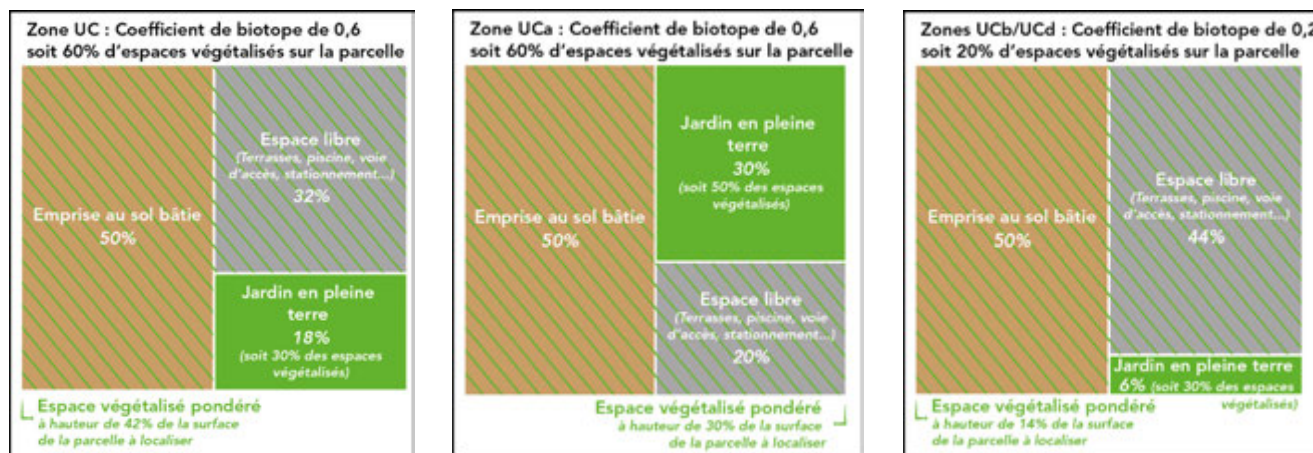 Zone UC : Coefficient de biotope de 0,6
soit 60% d'espaces végétalisés sur la parcelle
Espace libre
(Terrasses, piscine, voie
d'accès, stationnement...)
32%
Emprise au sol bâtie
50%
Jardin en pleine
terre
18%
(soit 30% des espaces
végétalisés)
Espace végétalisé pondéré
à hauteur de 42% de la surface
de la parcelle à localiser
Zone UCa : Coefficient de biotope de 0,6
soit 60% d'espaces végétalisés sur la parcelle
Jardin en pleine
terre
30%
(soit 50% des espaces
végétalisés)
Emprise au sol bâtie
50%
Espace libre
(Terrasses, piscine, voie
d'accès, stationnement...)
20%
Espace végétalisé pondéré
à hauteur de 30% de la surface
de la parcelle à localiser
Zones UCb/UCd : Coefficient de biotope de 0,2
soit 20% d'espaces végétalisés sur la parcelle
Espace libre
(Terrasses, piscine, voie
d'accès, stationnement...)
44%
Emprise au sol bâtie
50%
Jardin en pleine terre
6% (soit 30% des espaces
végétalisés)
Espace végétalisé pondéré
à hauteur de 14% de la surface
de la parcelle à localiser